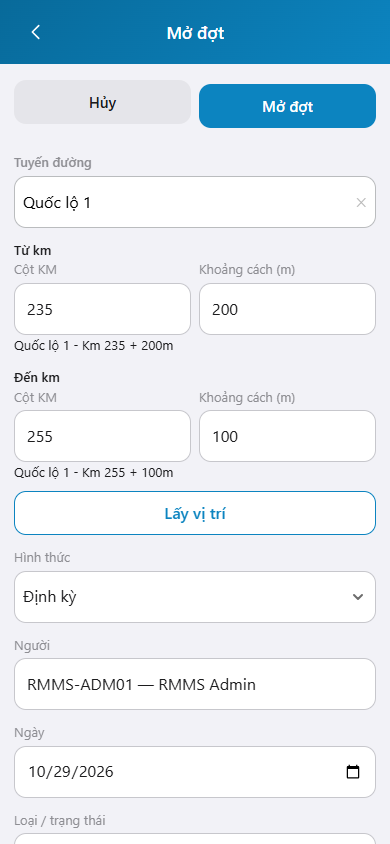 Mở đợt
Hủy
Mở đợt
Tuyến đường
Quốc lộ 1
Từ km
Cột KM
Khoảng cách (m)
235
200
Quốc lộ 1 - Km 235 + 200m
Đến km
Cột KM
Khoảng cách (m)
255
100
Quốc lộ 1 - Km 255 + 100m
Lấy vị trí
Hình thức
Định kỳ
Người
RMMS-ADM01 — RMMS Admin
Ngày
10/29/2026
Loại / trạng thái